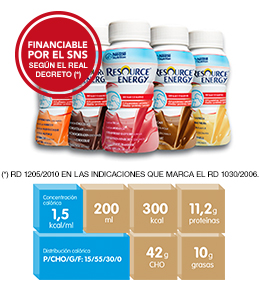 FINANCIABLE
POR EL SNS
SEGÚN EL REAL
DECRETO (*)
RESOURCE
ENERGY
(*) RD 1205/2010 EN LAS INDICACIONES QUE MARCA EL RD 1030/2006.
Concentración
calórica
1,5
kcal/ml
200
ml
300
kcal
11,2g
proteínas
Distribución calórica
P/CHO/G/F: 15/55/30/0
42g
CHO
10g
grasas